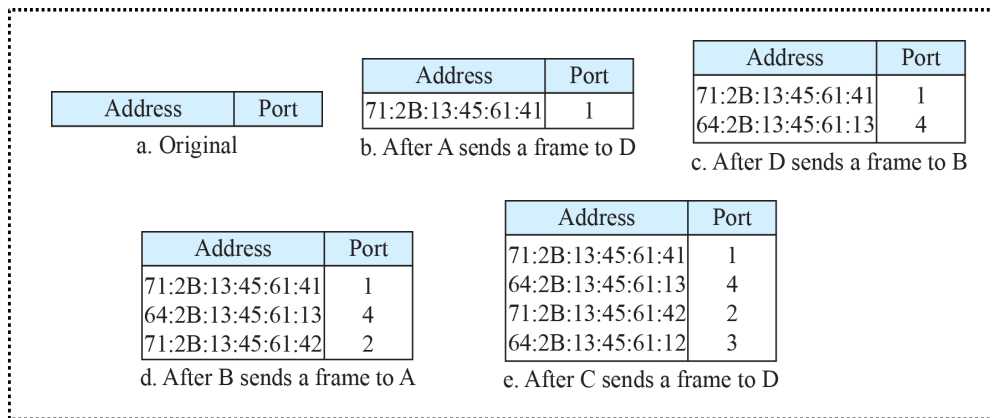 Address Port
a. Original
Address Port
71:2B:13:45:61:41 1
b. After A sends a frame to D
Address Port
71:2B:13:45:61:41 1
64:2B:13:45:61:13 4
c. After D sends a frame to B
Address Port
71:2B:13:45:61:41 1
64:2B:13:45:61:13 4
71:2B:13:45:61:42 2
d. After B sends a frame to A
Address Port
71:2B:13:45:61:41 1
64:2B:13:45:61:13 4
71:2B:13:45:61:42 2
64:2B:13:45:61:12 3
e. After C sends a frame to D